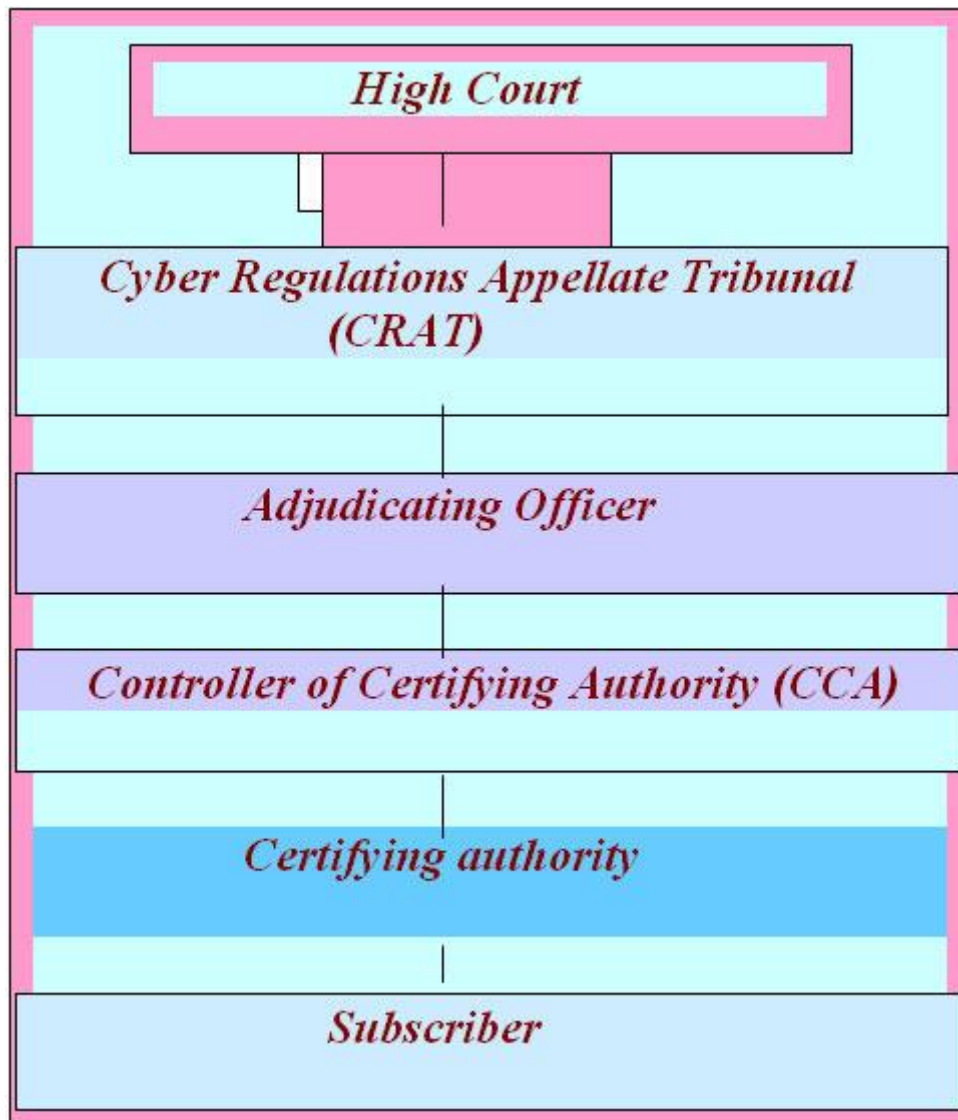 High Court
Cyber Regulations Appellate Tribunal
(CRAT)
Adjudicating Officer
Controller of Certifying Authority (CCA)
Certifying authority
Subscriber